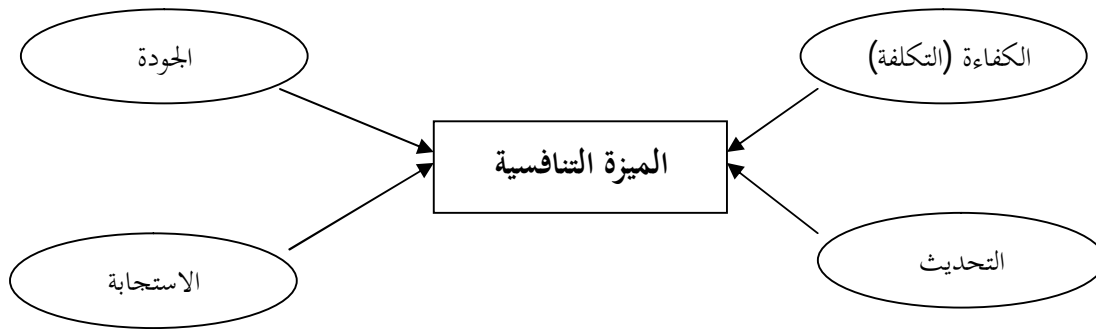 الكفاءة (التكلفة)
الجودة
الميزة التنافسية
التحديث
الاستجابة